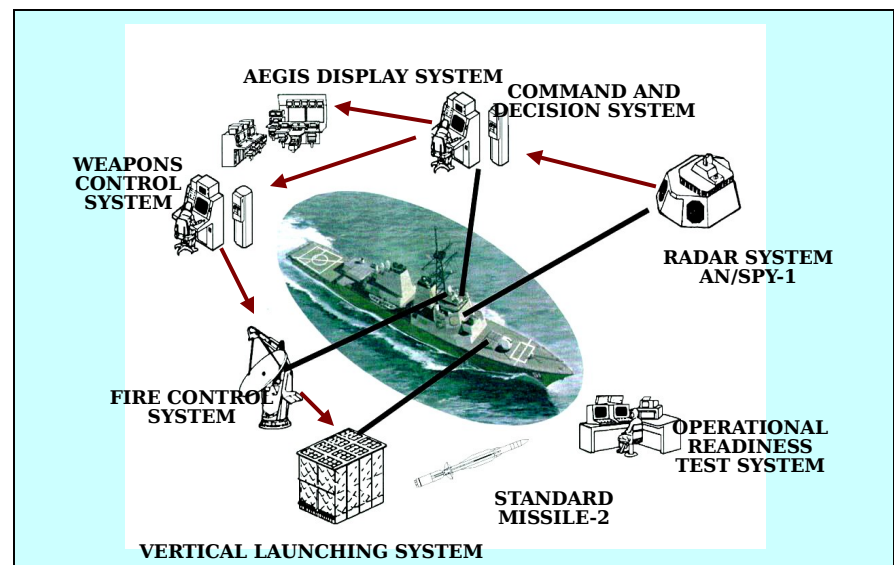 AEGIS DISPLAY SYSTEM
COMMAND AND
DECISION SYSTEM
WEAPONS
CONTROL
SYSTEM
RADAR SYSTEM
AN/SPY-1
FIRE CONTROL
SYSTEM
OPERATIONAL
READINESS
TEST SYSTEM
STANDARD
MISSILE-2
VERTICAL LAUNCHING SYSTEM